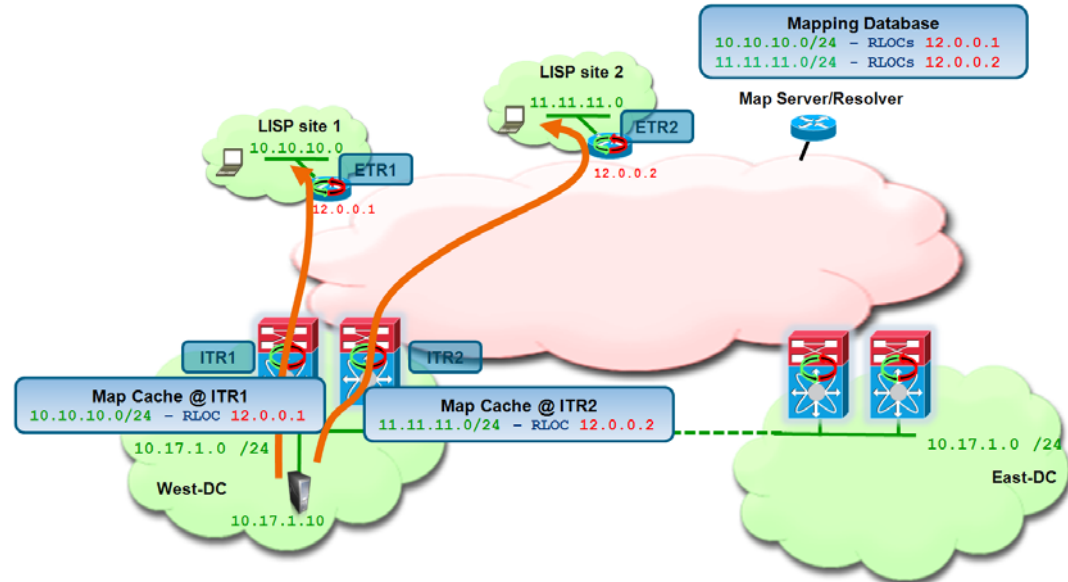 Mapping Database
10.10.10.0/24 – RLOCs 12.0.0.1
11.11.11.0/24 – RLOCs 12.0.0.2
Map Server/Resolver
LISP site 2
11.11.11.0
ETR2
12.0.0.2
LISP site 1
10.10.10.0
ETR1
12.0.0.1
ITR1
ITR2
Map Cache @ ITR1
10.10.10.0/24 – RLOC 12.0.0.1
Map Cache @ ITR2
11.11.11.0/24 – RLOC 12.0.0.2
10.17.1.0 /24
West-DC
10.17.1.10
10.17.1.0 /24
East-DC